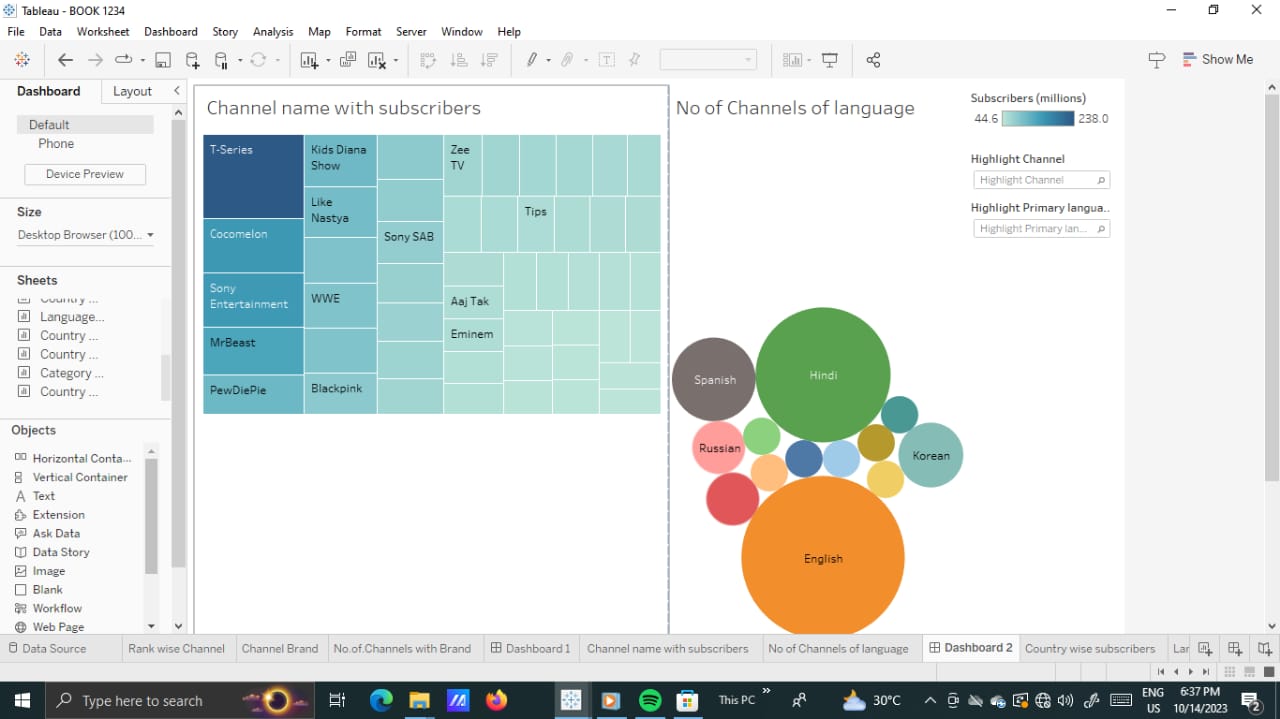 Tableau - BOOK 1234
File Data Worksheet Dashboard Story Analysis Map Format Server Window Help
Show Me
Dashboard Layout
Default
Phone
Device Preview
Size
Desktop Browser (100...
Sheets
Country ...
Language...
Country ...
Country ...
Category ...
Country ...
Objects
Horizontal Conta...
Vertical Container
Text
Extension
Ask Data
Data Story
Image
Blank
Workflow
Web Page
Channel name with subscribers
T-Series
Cocomelon
Sony
Entertainment
MrBeast
PewDiePie
Kids Diana
Show
Like
Nastya
WWE
Blackpink
Sony SAB
Zee
TV
Tips
Aaj Tak
Eminem
No of Channels of language
Spanish
Hindi
Russian
Korean
English
Subscribers (millions)
44.6 238.0
Highlight Channel
Highlight Channel
Highlight Primary langua..
Highlight Primary lan...
Data Source Rank wise Channel Channel Brand No.of.Channels with Brand Dashboard 1 Channel name with subscribers No of Channels of language Dashboard 2 Country wise subscribers Lar
Type here to search
This PC
30°C
ENG
US
6:37 PM
10/14/2023
2